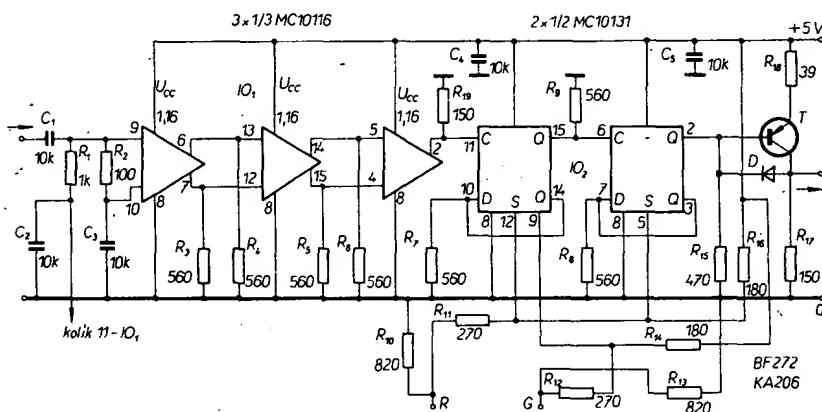 3 x 1/3 MC10116
2 x 1/2 MC10131
+5V
C4
10k
C5
10k
R18
39
Ucc
1,16
IO1
Ucc
1,16
Ucc
1,16
R19
150
R9
560
T
C1
10k
9
6
7
10
8
13
14
12
15
8
5
2
4
8
R1
1k
R2
100
C2
10k
C3
10k
R3
560
R4
560
R5
560
R6
560
R7
560
11
C
Q
15
IO2
10
D
S
Q
14
8
12
9
6
C
Q
2
7
D
S
Q
3
8
5
R8
560
D
R15
470
R16
180
R17
150
0
kolik 11-IO1
R10
820
R11
270
R14
180
R12
270
R13
820
R
G
BF272
KA206